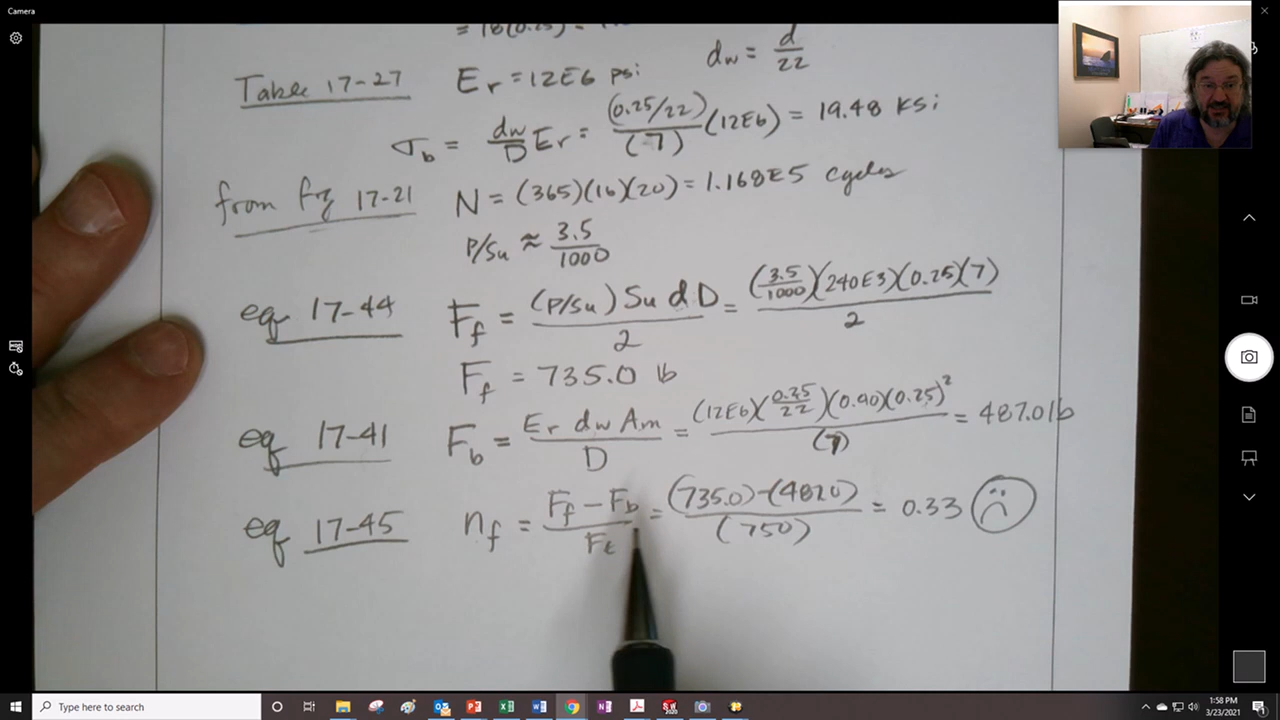 Camera
= 18(0.25) =
Table 17-27 Er = 12E6 psi dw = d/22
σb = dw/D Er = (0.25/22)/(7) (12E6) = 19.48 ksi
from fig 17-21 N = (365)(16)(20) = 1.168E5 cycles
P/Su ≈ 3.5/1000
eq 17-44 Ff = (P/Su) Su d D/2 = (3.5/1000)(240E3)(0.25)(7)/2
Ff = 735.0 lb
eq 17-41 Fb = Er dw Am/D = (12E6)(0.25/22)(0.40)(0.25)²/(7) = 487.0 lb
eq 17-45 nf = Ff - Fb/Ft = (735.0)-(487.0)/(750) = 0.33
Type here to search
1:58 PM
3/23/2021